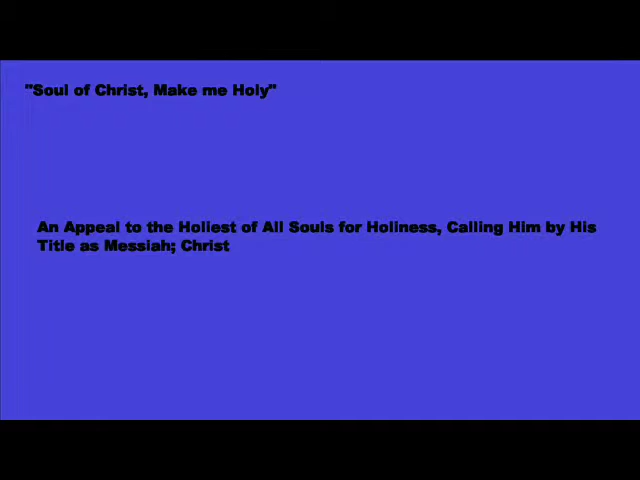 "Soul of Christ, Make me Holy"
An Appeal to the Holiest of All Souls for Holiness, Calling Him by His
Title as Messiah; Christ